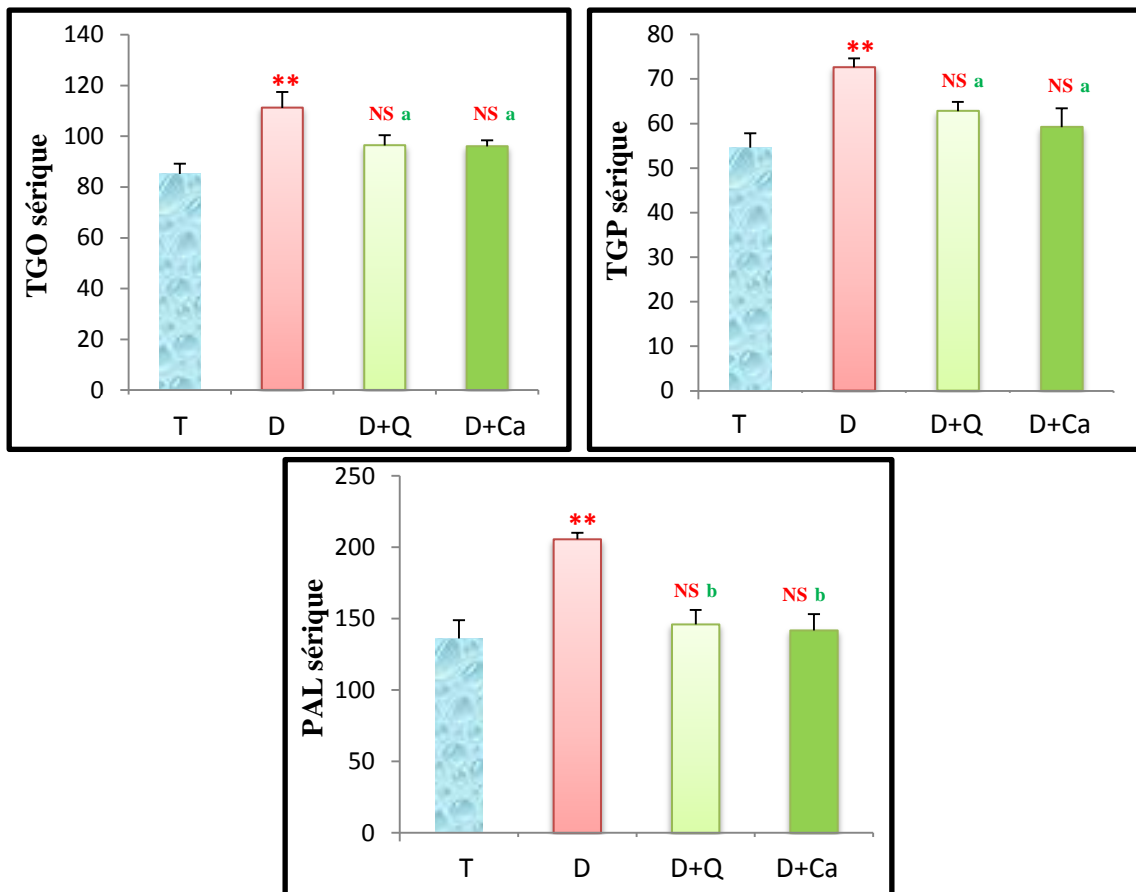 TGO sérique
140
120
100
80
60
40
20
0
**
NS a
NS a
T D D+Q D+Ca
TGP sérique
80
70
60
50
40
30
20
10
0
**
NS a
NS a
T D D+Q D+Ca
PAL sérique
250
200
150
100
50
0
**
NS b
NS b
T D D+Q D+Ca